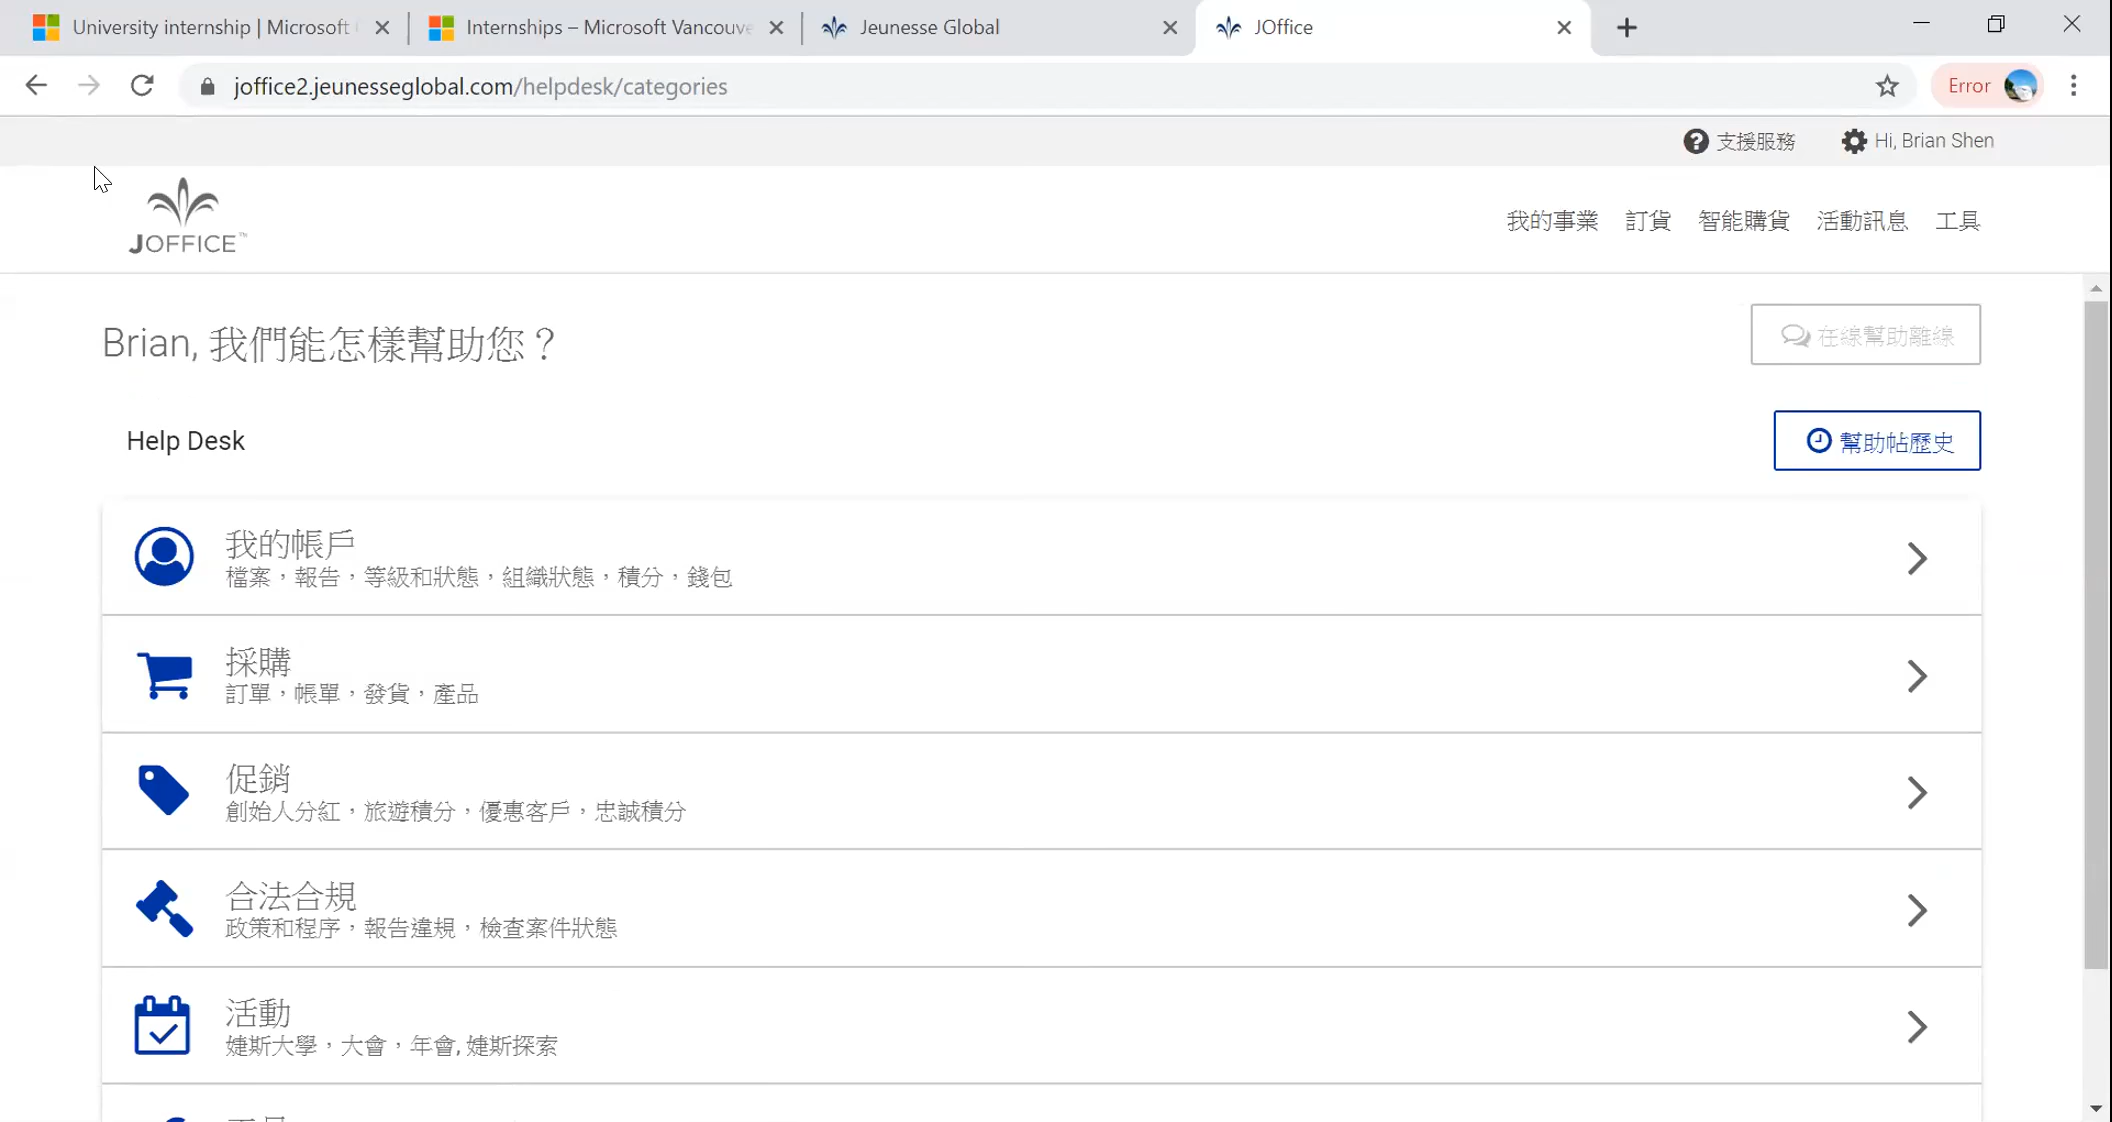 University internship | Microsoft
Internships – Microsoft Vancouve
Jeunesse Global
JOffice
joffice2.jeunesseglobal.com/helpdesk/categories
Error
支援服務
Hi, Brian Shen
JOFFICE™
我的事業
訂貨
智能購貨
活動訊息
工具
Brian, 我們能怎樣幫助您？
在線幫助離線
Help Desk
幫助帖歷史
我的帳戶
檔案，報告，等級和狀態，組織狀態，積分，錢包
採購
訂單，帳單，發貨，產品
促銷
創始人分紅，旅遊積分，優惠客戶，忠誠積分
合法合規
政策和程序，報告違規，檢查案件狀態
活動
婕斯大學，大會，年會, 婕斯探索